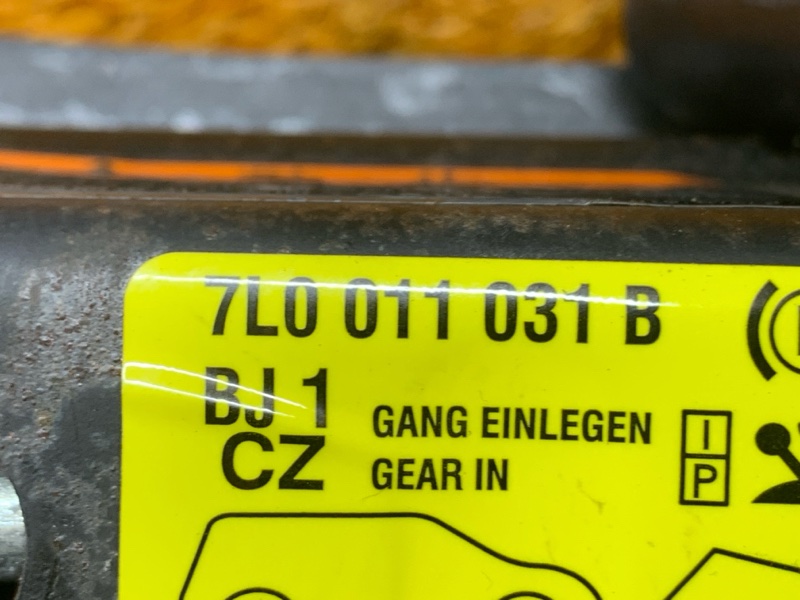 7L0 011 031 B
BJ 1
CZ
GANG EINLEGEN
GEAR IN
I
P